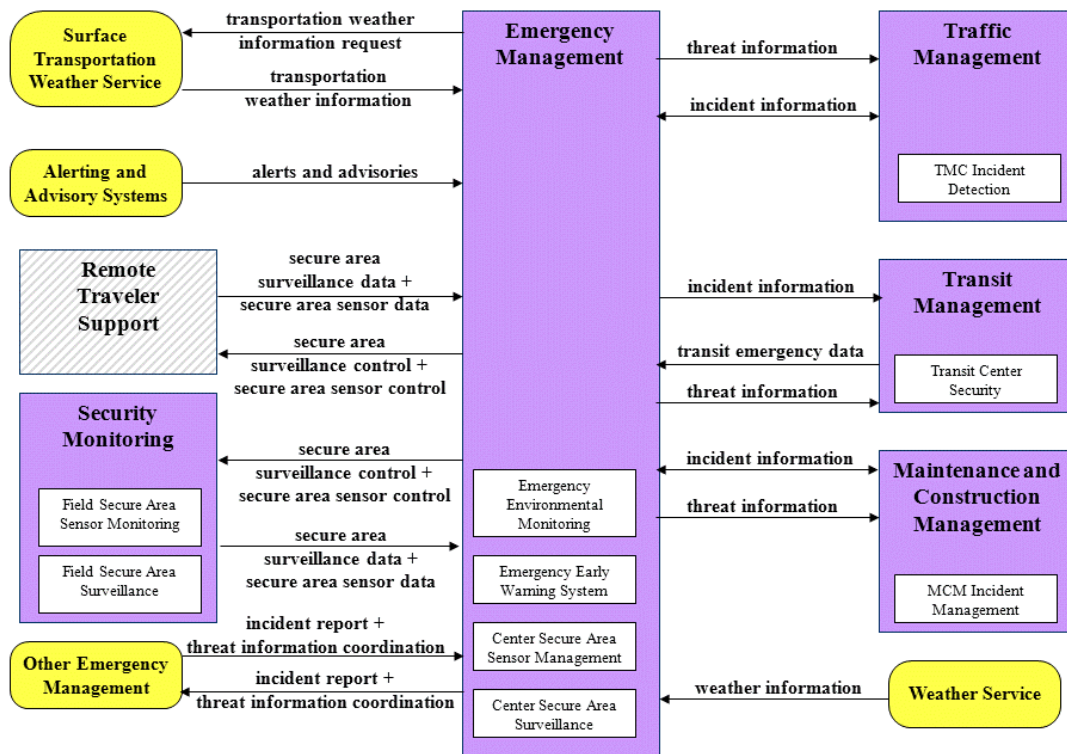 Surface
Transportation
Weather Service
transportation weather
information request
transportation
weather information
Alerting and
Advisory Systems
alerts and advisories
Remote
Traveler
Support
secure area
surveillance data +
secure area sensor data
secure area
surveillance control +
secure area sensor control
Security
Monitoring
Field Secure Area
Sensor Monitoring
Field Secure Area
Surveillance
secure area
surveillance control +
secure area sensor control
secure area
surveillance data +
secure area sensor data
Other Emergency
Management
incident report +
threat information coordination
incident report +
threat information coordination
Emergency
Management
Emergency
Environmental
Monitoring
Emergency Early
Warning System
Center Secure Area
Sensor Management
Center Secure Area
Surveillance
threat information
incident information
Traffic
Management
TMC Incident
Detection
incident information
transit emergency data
threat information
Transit
Management
Transit Center
Security
incident information
threat information
Maintenance and
Construction
Management
MCM Incident
Management
weather information
Weather Service